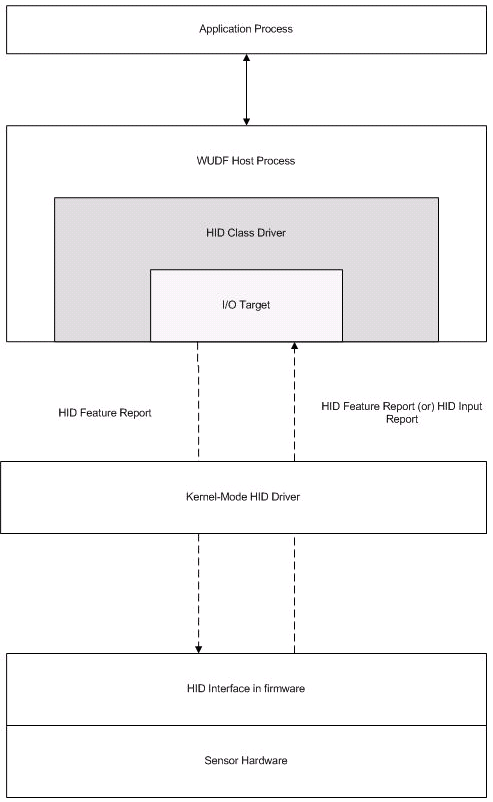 Application Process
WUDF Host Process
HID Class Driver
I/O Target
HID Feature Report
HID Feature Report (or) HID Input
Report
Kernel-Mode HID Driver
HID Interface in firmware
Sensor Hardware